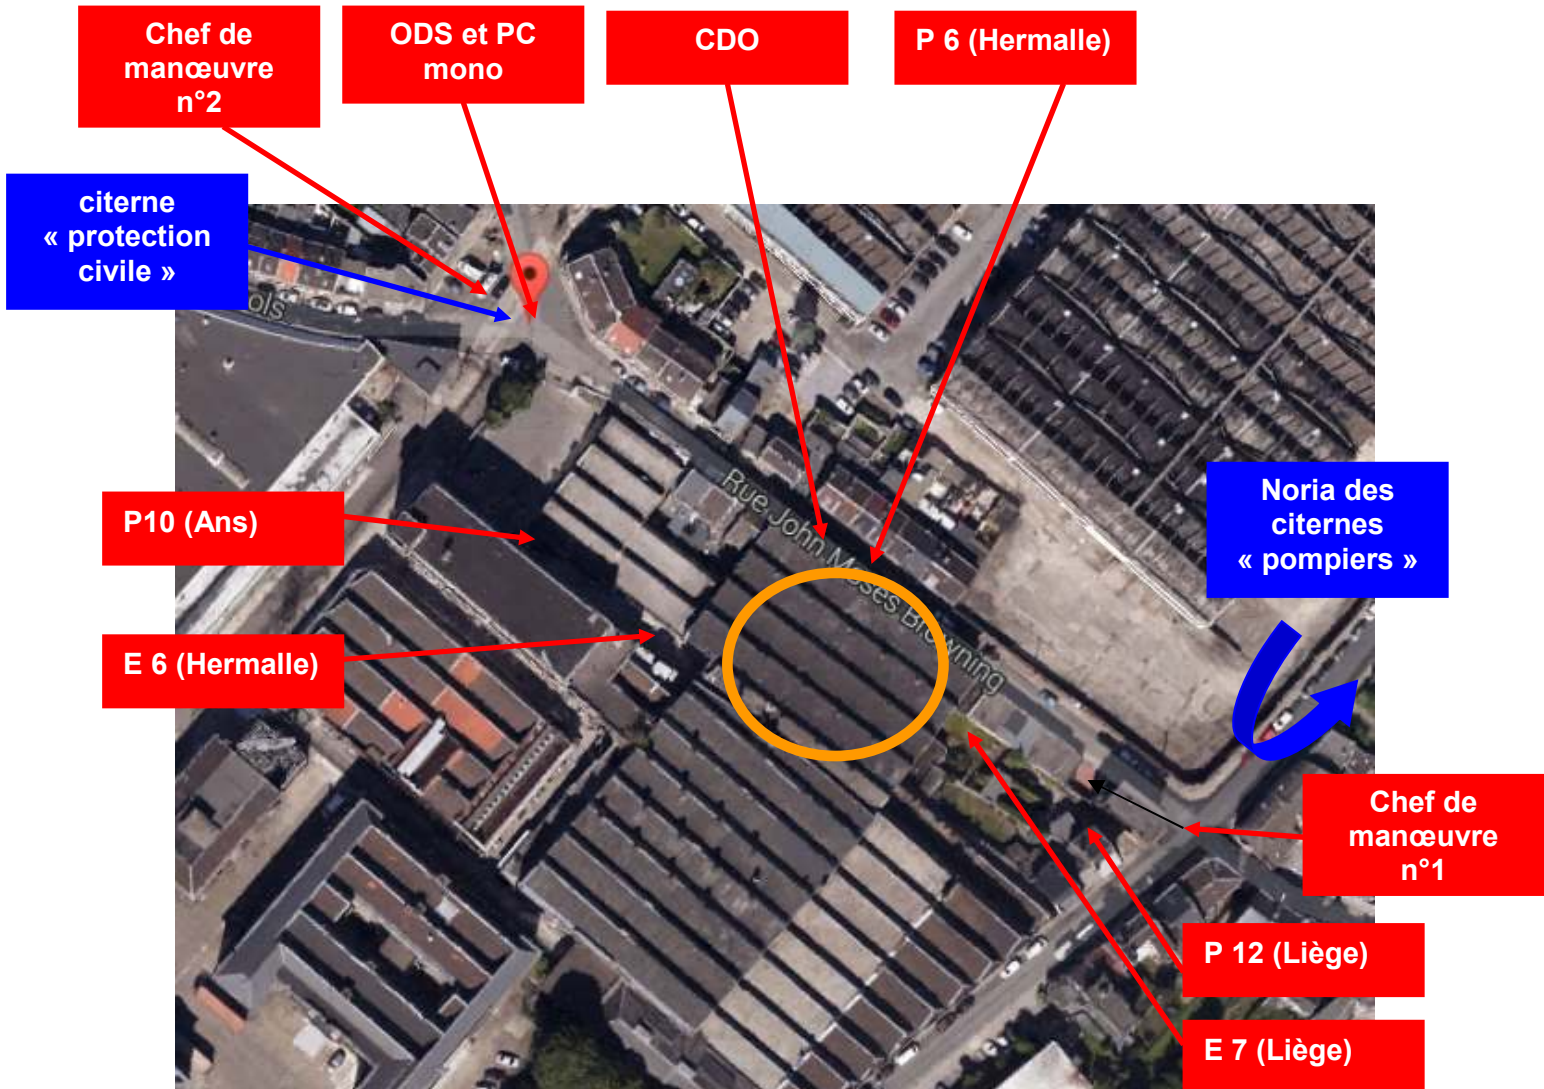 Chef de
manœuvre
n°2
ODS et PC
mono
CDO
P 6 (Hermalle)
citerne
« protection
civile »
ols
Rue John Moses Browning
P10 (Ans)
Noria des
citernes
« pompiers »
E 6 (Hermalle)
Chef de
manœuvre
n°1
P 12 (Liège)
E 7 (Liège)